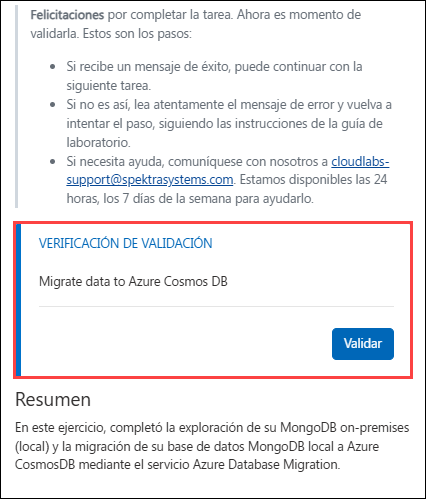 Felicitaciones por completar la tarea. Ahora es momento de
validarla. Estos son los pasos:
• Si recibe un mensaje de éxito, puede continuar con la
siguiente tarea.
• Si no es así, lea atentamente el mensaje de error y vuelva a
intentar el paso, siguiendo las instrucciones de la guía de
laboratorio.
• Si necesita ayuda, comuníquese con nosotros a cloudlabs-
support@spektrasystems.com. Estamos disponibles las 24
horas, los 7 días de la semana para ayudarlo.
VERIFICACIÓN DE VALIDACIÓN
Migrate data to Azure Cosmos DB
Validar
Resumen
En este ejercicio, completó la exploración de su MongoDB on-premises
(local) y la migración de su base de datos MongoDB local a Azure
CosmosDB mediante el servicio Azure Database Migration.